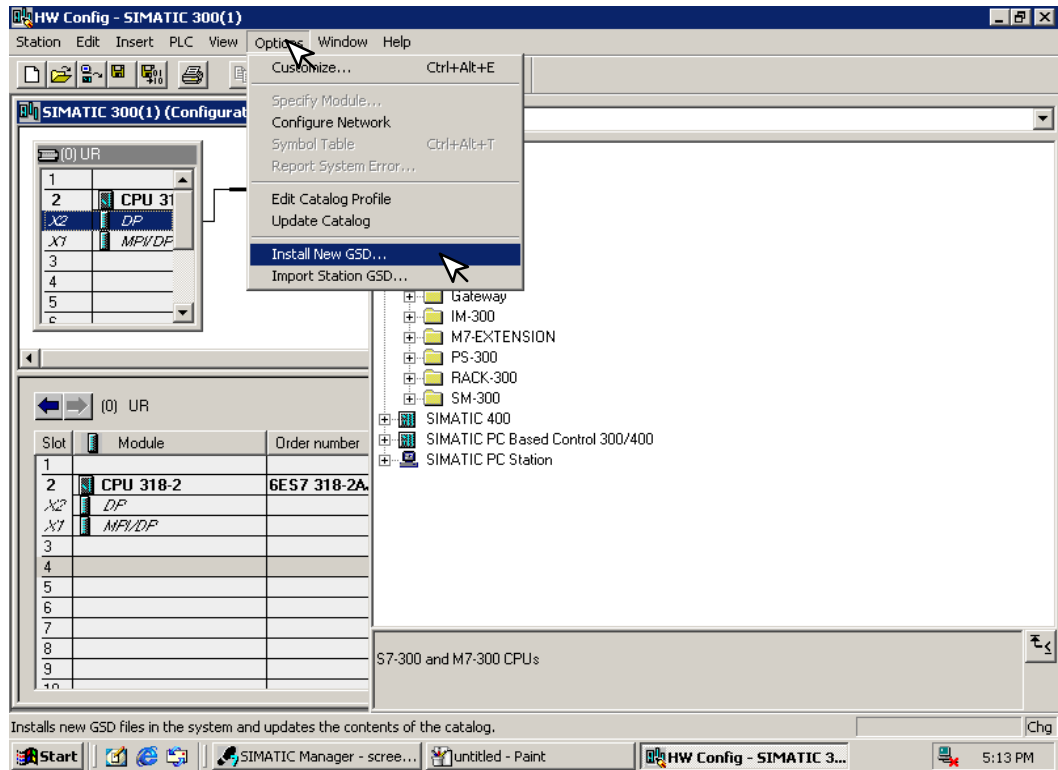 HW Config - SIMATIC 300(1)
Station Edit Insert PLC View Options Window Help
Customize... Ctrl+Alt+E
Specify Module...
Configure Network
Symbol Table Ctrl+Alt+T
Report System Error...
Edit Catalog Profile
Update Catalog
Install New GSD...
Import Station GSD...
SIMATIC 300(1) (Configurat
(0) UR
1
2 CPU 31
X2 DP
X1 MPI/DP
3
4
5
Gateway
IM-300
M7-EXTENSION
PS-300
RACK-300
SM-300
SIMATIC 400
SIMATIC PC Based Control 300/400
SIMATIC PC Station
(0) UR
Slot Module Order number
1
2 CPU 318-2 6ES7 318-2A
X2 DP
X1 MPI/DP
3
4
5
6
7
8
9
10
S7-300 and M7-300 CPUs
Installs new GSD files in the system and updates the contents of the catalog.
Chg
Start SIMATIC Manager - scree... untitled - Paint HW Config - SIMATIC 3... 5:13 PM